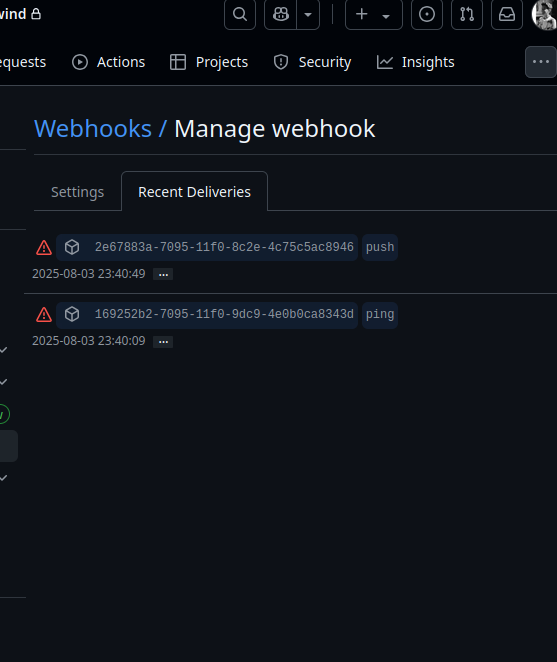 wind
equests Actions Projects Security Insights
Webhooks / Manage webhook
Settings Recent Deliveries
2e67883a-7095-11f0-8c2e-4c75c5ac8946 push
2025-08-03 23:40:49 ...
169252b2-7095-11f0-9dc9-4e0b0ca8343d ping
2025-08-03 23:40:09 ...